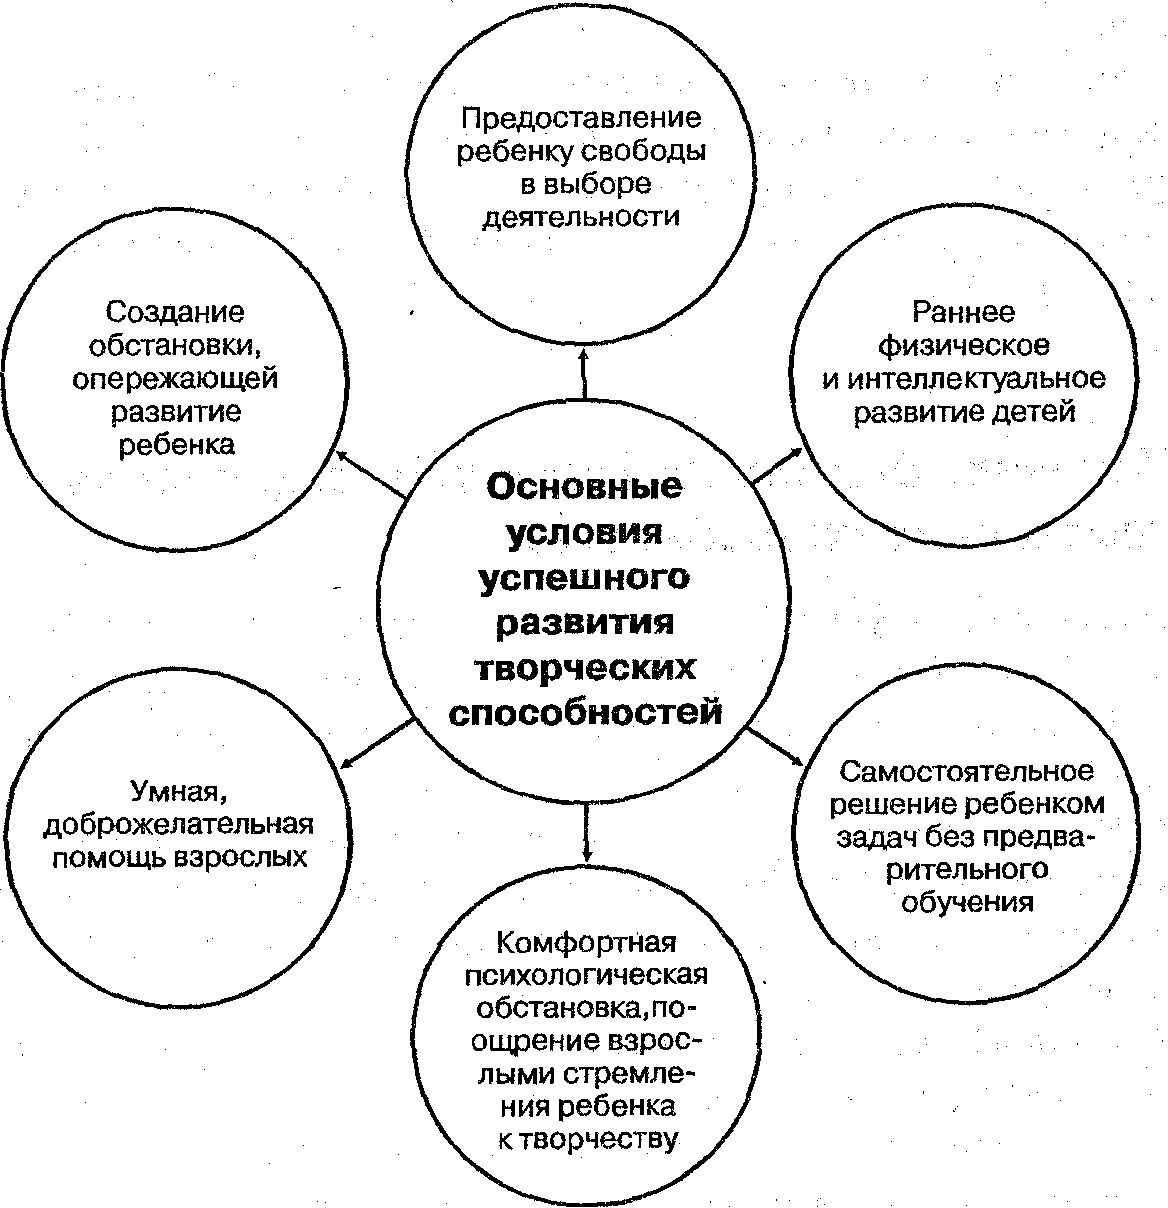 Предоставление
ребенку свободы
в выборе
деятельности
Создание
обстановки,
опережающей
развитие
ребенка
Раннее
физическое
и интеллектуальное
развитие детей
Основные
условия
успешного
развития
творческих
способностей
Умная,
доброжелательная
помощь взрослых
Самостоятельное
решение ребенком
задач без предва-
рительного
обучения
Комфортная
психологическая
обстановка,по-
ощрение взрос-
лыми стремле-
ния ребенка
к творчеству